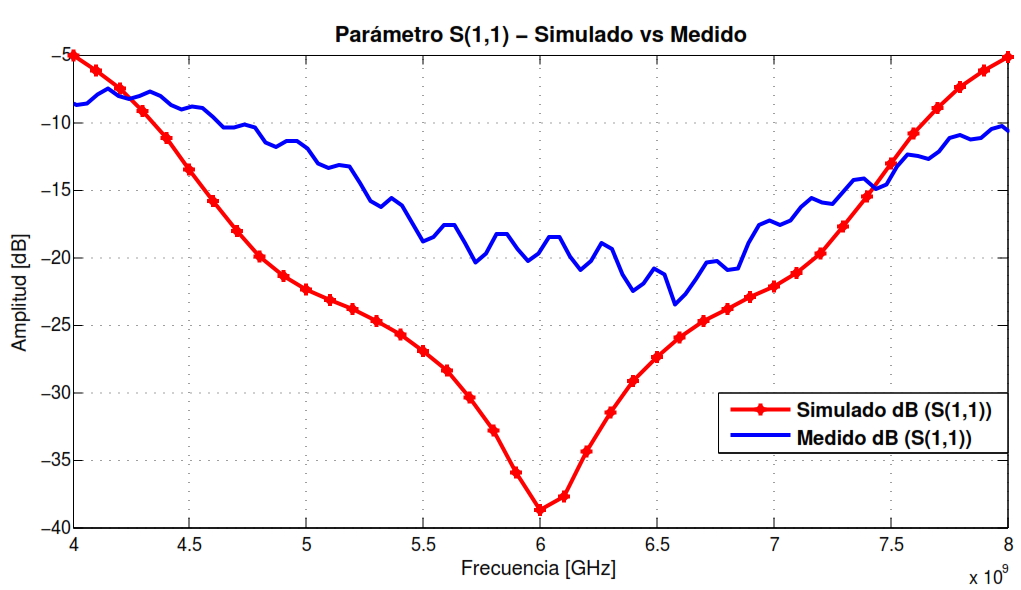 Parámetro S(1,1) – Simulado vs Medido
−5
−10
−15
−20
−25
−30
−35
−40
Amplitud [dB]
4 4.5 5 5.5 6 6.5 7 7.5 8
Frecuencia [GHz]
x 10⁹
Simulado dB (S(1,1))
Medido dB (S(1,1))